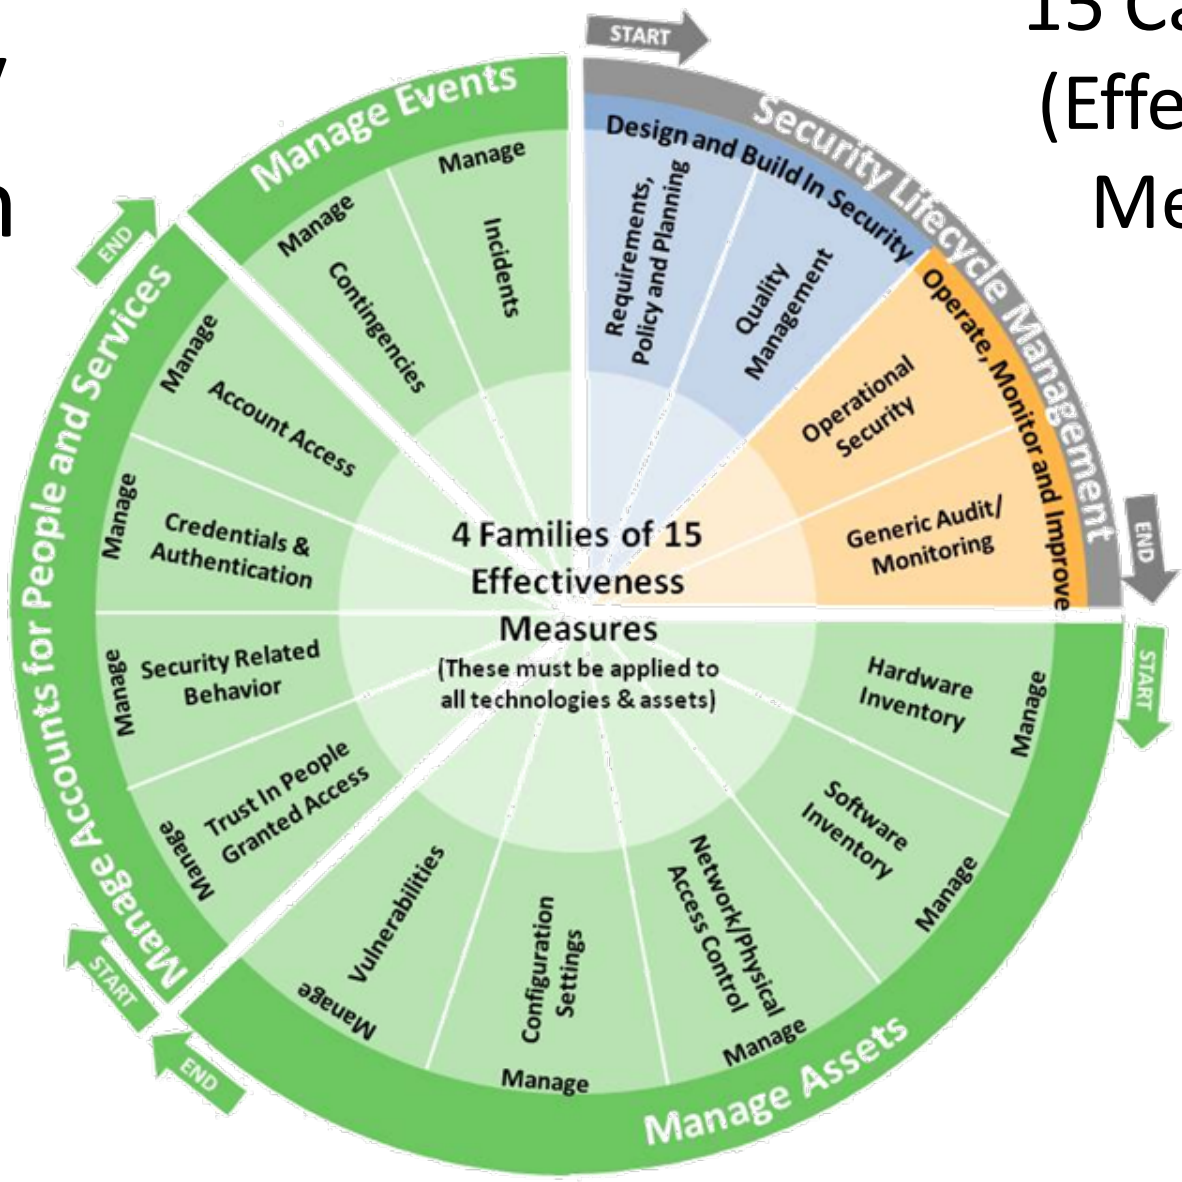 15 Ca
(Effe
Me
y
n
START
Security Lifecycle Management
Design and Build In Security
Requirements,
Policy and Planning
Quality
Management
Operate, Monitor and Improve
Operational
Security
Generic Audit/
Monitoring
END
START
Manage Assets
Manage
Hardware
Inventory
Manage
Software
Inventory
Manage
Network/Physical
Access Control
Manage
Configuration
Settings
Manage
Vulnerabilities
END
START
Manage Accounts for People and Services
Manage
Trust In People
Granted Access
Manage
Security Related
Behavior
Manage
Credentials &
Authentication
Manage
Account Access
END
Manage Events
Manage
Contingencies
Manage
Incidents
4 Families of 15
Effectiveness
Measures
(These must be applied to
all technologies & assets)